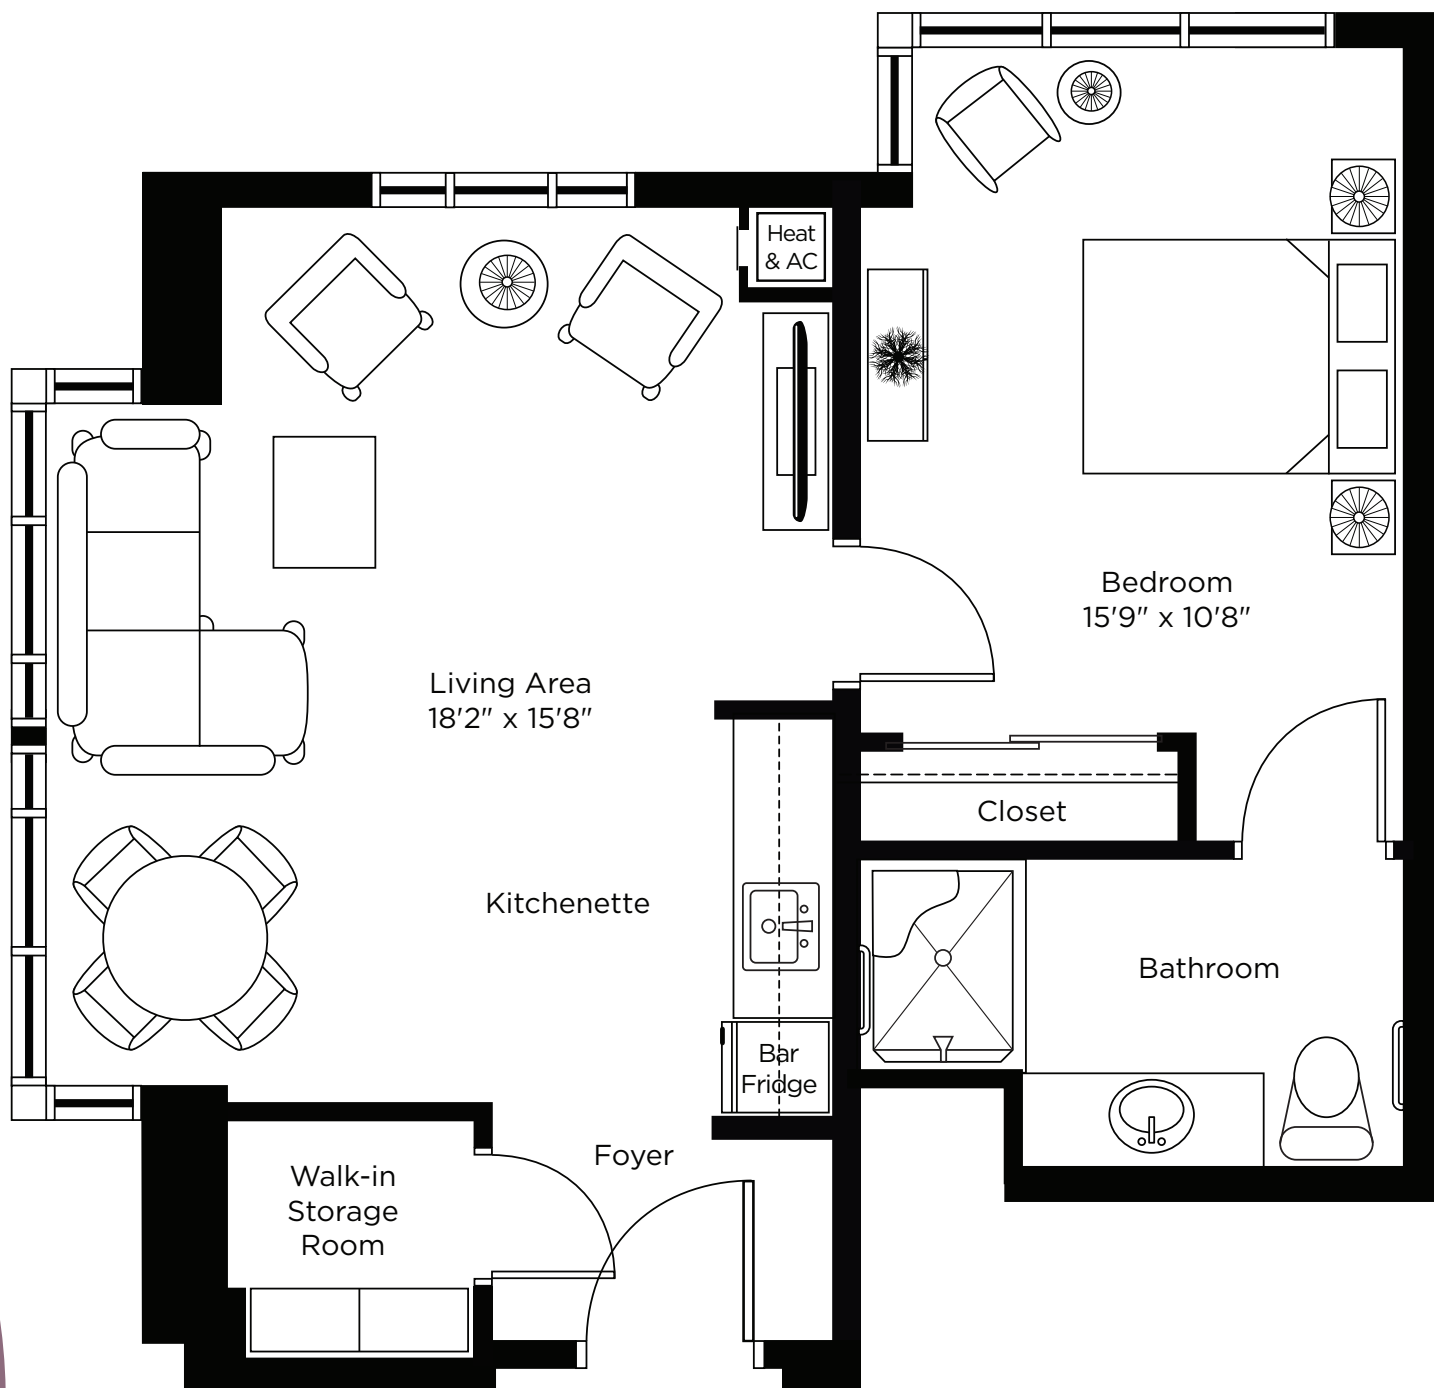 Heat
& AC
Bedroom
15'9" x 10'8"
Living Area
18'2" x 15'8"
Closet
Kitchenette
Bathroom
Bar
Fridge
Foyer
Walk-in
Storage
Room